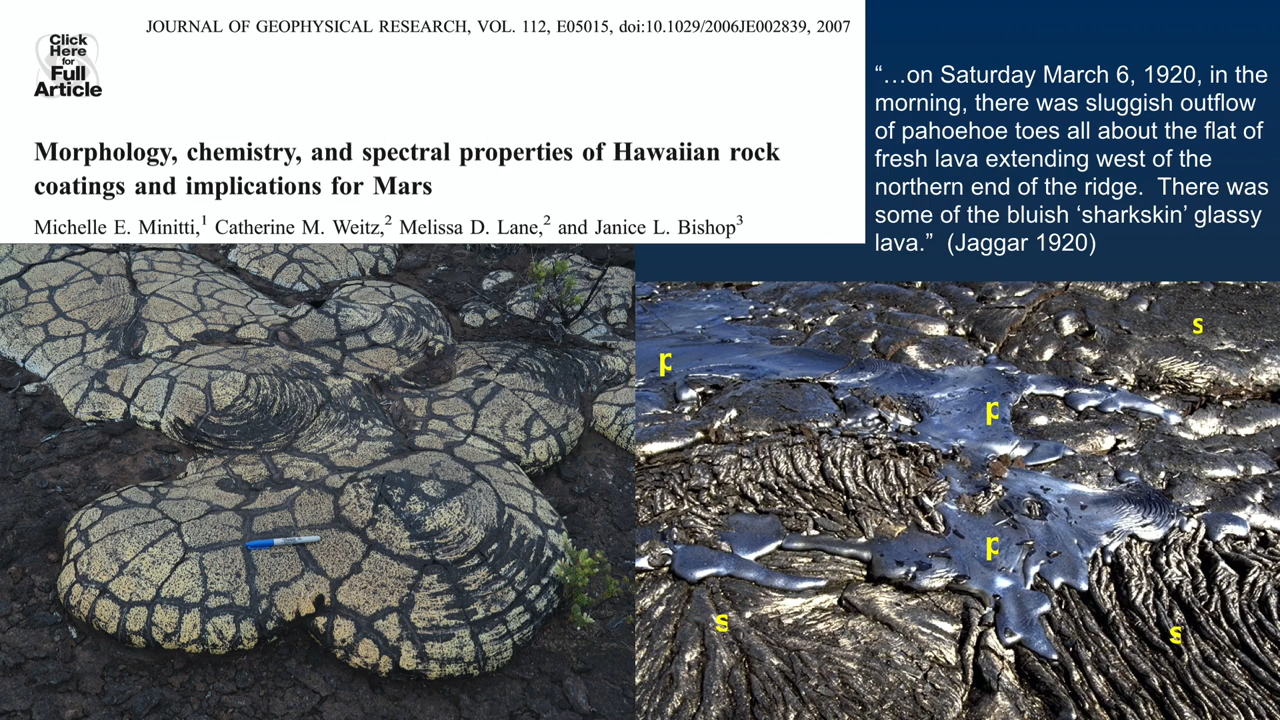 JOURNAL OF GEOPHYSICAL RESEARCH, VOL. 112, E05015, doi:10.1029/2006JE002839, 2007
Click
Here
for
Full
Article
Morphology, chemistry, and spectral properties of Hawaiian rock
coatings and implications for Mars
Michelle E. Minitti,1 Catherine M. Weitz,2 Melissa D. Lane,2 and Janice L. Bishop3
“…on Saturday March 6, 1920, in the
morning, there was sluggish outflow
of pahoehoe toes all about the flat of
fresh lava extending west of the
northern end of the ridge. There was
some of the bluish ‘sharkskin’ glassy
lava.” (Jaggar 1920)
s
p
p
p
s
s